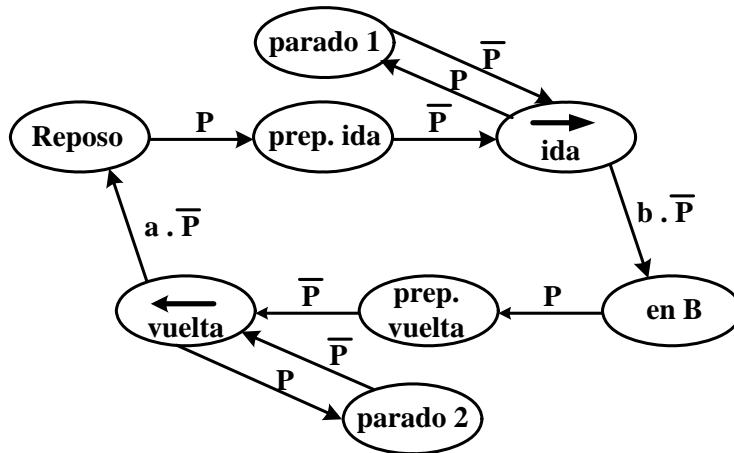 parado 1
P̅
P
Reposo
P
prep. ida
P̅
ida
a . P̅
b . P̅
vuelta
P̅
prep.
vuelta
P
en B
P̅
P
parado 2